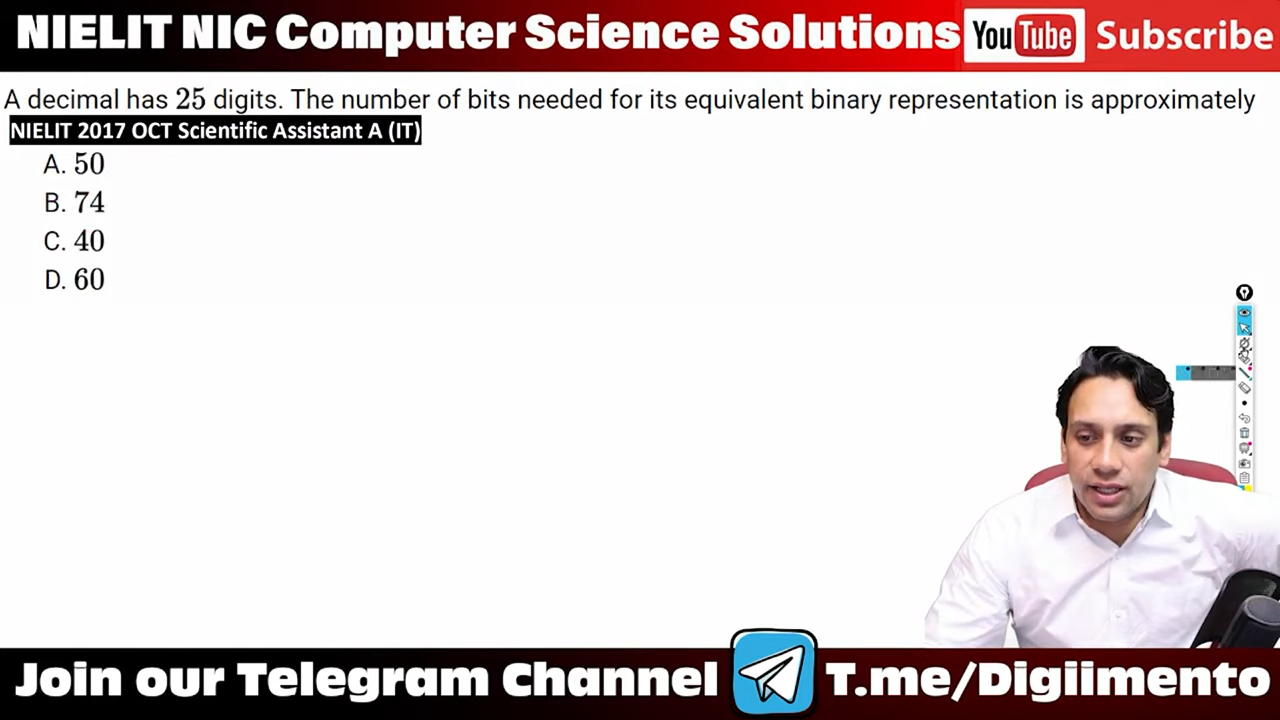 NIELIT NIC Computer Science Solutions YouTube Subscribe
A decimal has 25 digits. The number of bits needed for its equivalent binary representation is approximately
NIELIT 2017 OCT Scientific Assistant A (IT)
A. 50
B. 74
C. 40
D. 60
Join our Telegram Channel T.me/Digiimento